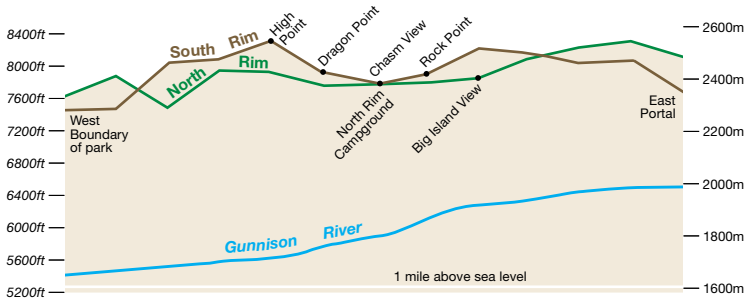 8400ft
8000ft
7600ft
7200ft
6800ft
6400ft
6000ft
5600ft
5200ft
South Rim
North Rim
High
Point
Dragon Point
Chasm View
Rock Point
North Rim
Campground
Big Island View
West
Boundary
of park
East
Portal
Gunnison River
1 mile above sea level
2600m
2400m
2200m
2000m
1800m
1600m